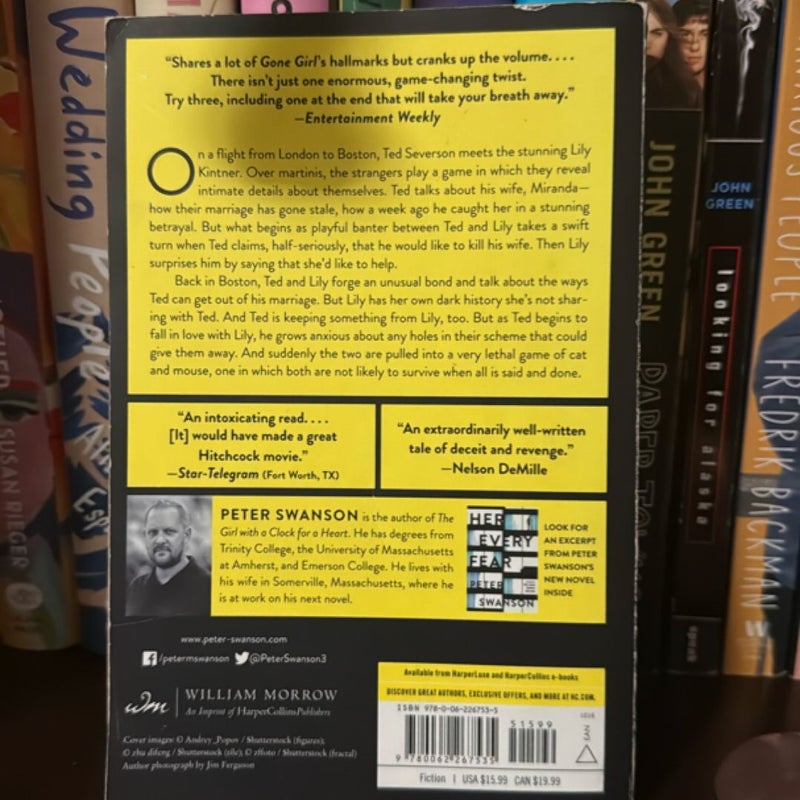 “Shares a lot of Gone Girl’s hallmarks but cranks up the volume. . . .
There isn’t just one enormous, game-changing twist.
Try three, including one at the end that will take your breath away.”
—Entertainment Weekly
On a flight from London to Boston, Ted Severson meets the stunning Lily
Kintner. Over martinis, the strangers play a game in which they reveal
intimate details about themselves. Ted talks about his wife, Miranda—
how their marriage has gone stale, how a week ago he caught her in a stunning
betrayal. But what begins as playful banter between Ted and Lily takes a swift
turn when Ted claims, half-seriously, that he would like to kill his wife. Then Lily
surprises him by saying that she’d like to help.
Back in Boston, Ted and Lily forge an unusual bond and talk about the ways
Ted can get out of his marriage. But Lily has her own dark history she’s not shar-
ing with Ted. And Ted is keeping something from Lily, too. But as Ted begins to
fall in love with Lily, he grows anxious about any holes in their scheme that could
give them away. And suddenly the two are pulled into a very lethal game of cat
and mouse, one in which both are not likely to survive when all is said and done.
“An intoxicating read. . . .
[It] would have made a great
Hitchcock movie.”
—Star-Telegram (Fort Worth, TX)
“An extraordinarily well-written
tale of deceit and revenge.”
—Nelson DeMille
PETER SWANSON is the author of The
Girl with a Clock for a Heart. He has degrees from
Trinity College, the University of Massachusetts
at Amherst, and Emerson College. He lives with
his wife in Somerville, Massachusetts, where he
is at work on his next novel.
HER
EVERY
FEAR
PETER
SWANSON
LOOK FOR
AN EXCERPT
FROM PETER
SWANSON’S
NEW NOVEL
INSIDE
www.peter-swanson.com
/petermswanson @PeterSwanson3
wm WILLIAM MORROW
An Imprint of HarperCollinsPublishers
Cover images: © Andrey_Popov / Shutterstock (figures);
© zhu difeng / Shutterstock (tile); © zffoto / Shutterstock (fractal)
Author photograph by Jim Ferguson
Available from HarperLuxe and HarperCollins e-books
DISCOVER GREAT AUTHORS, EXCLUSIVE OFFERS, AND MORE AT HC.COM.
ISBN 978-0-06-226753-5
51599
9 780062 267535
Fiction | USA $15.99 CAN $19.99
Wedding
People
SUSAN RIEGER
JOHN GREEN
PAPER
JOHN
GREEN
looking for alaska
speak
PEOPLE
FREDRIK BACKMAN